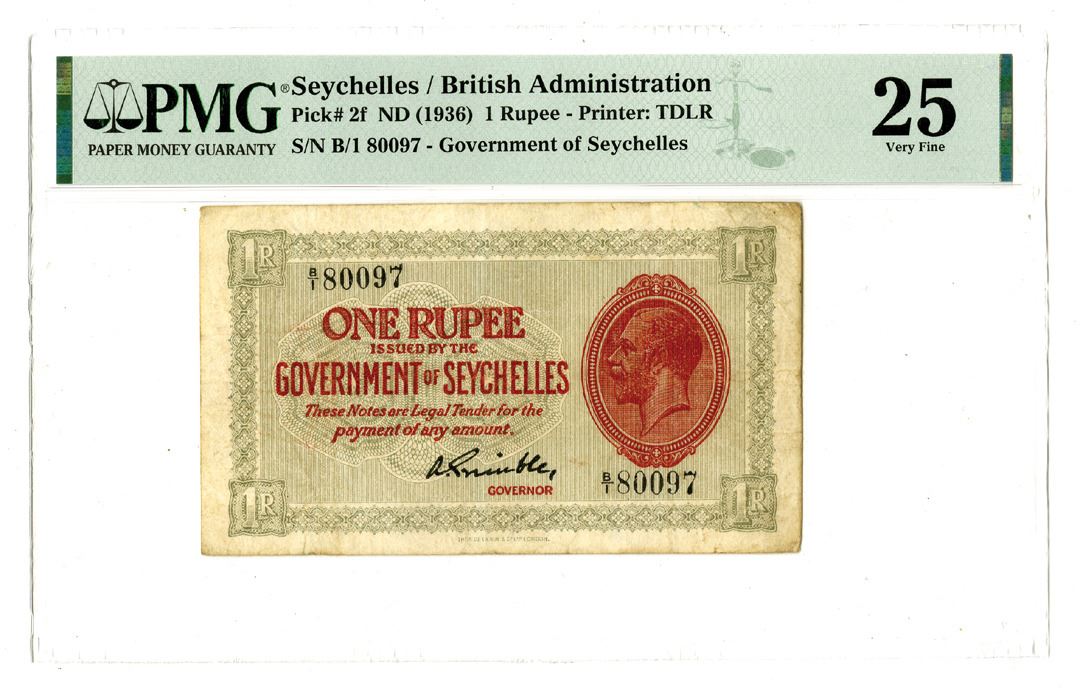 PMG®
PAPER MONEY GUARANTY
Seychelles / British Administration
Pick# 2f ND (1936) 1 Rupee - Printer: TDLR
S/N B/1 80097 - Government of Seychelles
25
Very Fine
1R
1R
B/1 80097
ONE RUPEE
ISSUED BY THE
GOVERNMENT OF SEYCHELLES
These Notes are Legal Tender for the
payment of any amount.
GOVERNOR
B/1 80097
1R
1R